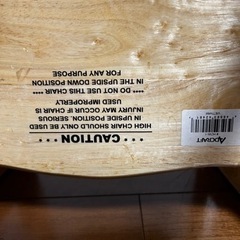 **** CAUTION ****
HIGH CHAIR SHOULD ONLY BE USED
IN UPSIDE POSITION, SERIOUS
INJURY MAY OCCUR IF CHAIR IS
USED IMPROPERLY
*** DO NOT USE THIS CHAIR ***
IN THE UPSIDE DOWN POSITION
FOR ANY PURPOSE
ADCRAFT